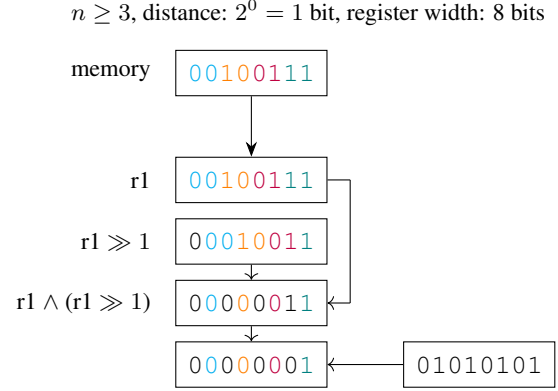 n ≥ 3, distance: 2⁰ = 1 bit, register width: 8 bits
memory 00100111
r1 00100111
r1 ≫ 1 00010011
r1 ∧ (r1 ≫ 1) 00000011
00000001 01010101